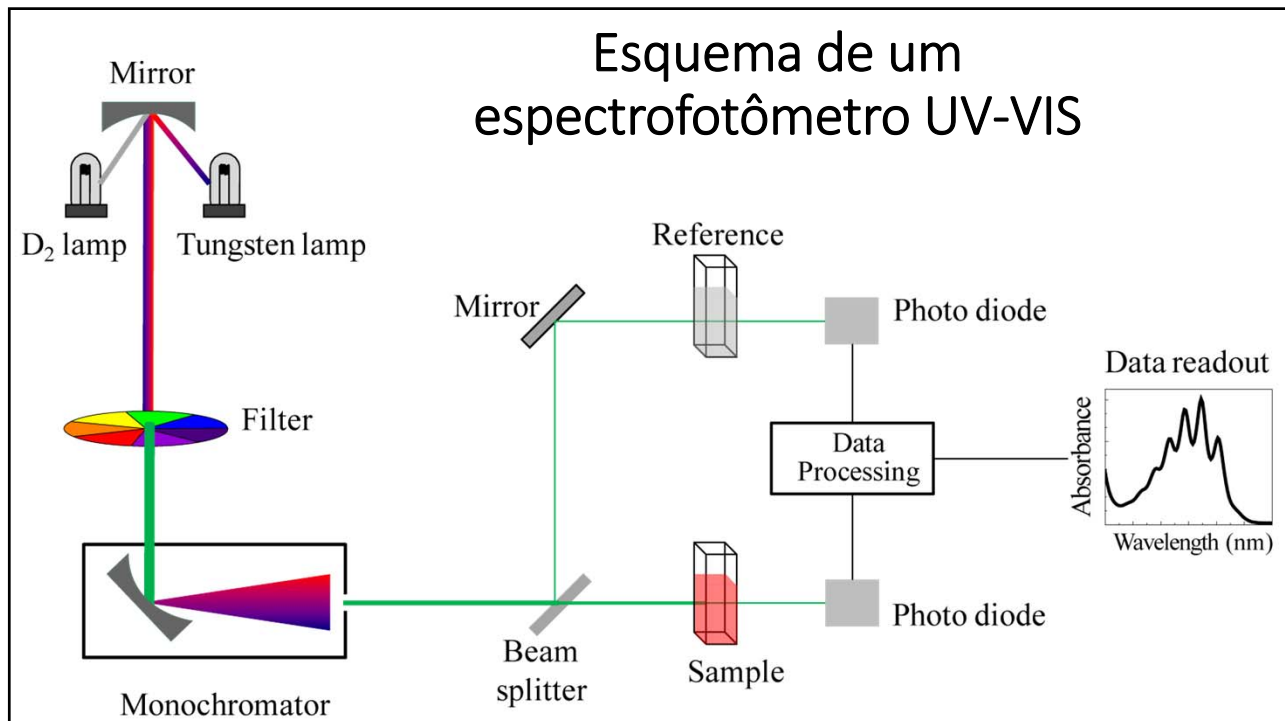 Esquema de um
espectrofotômetro UV-VIS
Mirror
D₂ lamp
Tungsten lamp
Filter
Monochromator
Mirror
Reference
Photo diode
Data
Processing
Beam
splitter
Sample
Photo diode
Data readout
Absorbance
Wavelength (nm)